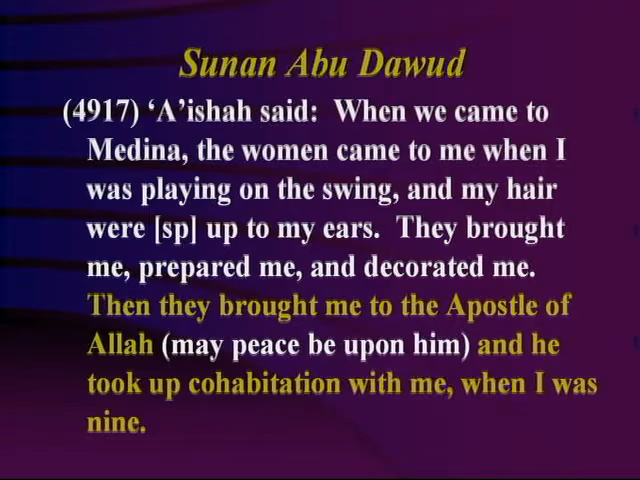 Sunan Abu Dawud
(4917) ‘A’ishah said: When we came to
Medina, the women came to me when I
was playing on the swing, and my hair
were [sp] up to my ears. They brought
me, prepared me, and decorated me.
Then they brought me to the Apostle of
Allah (may peace be upon him) and he
took up cohabitation with me, when I was
nine.